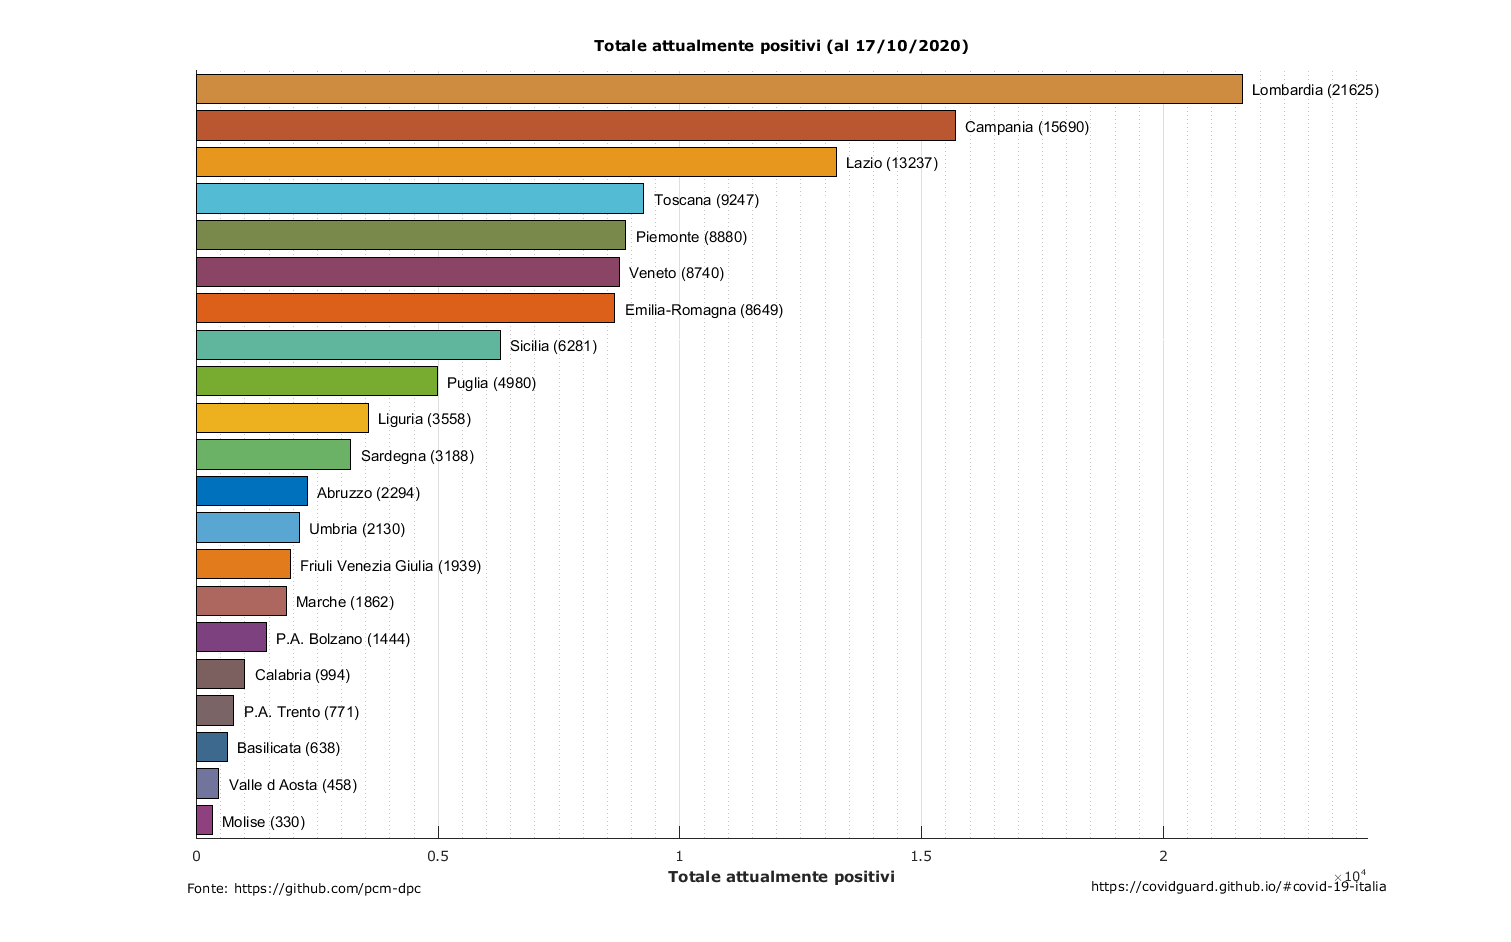 Totale attualmente positivi (al 17/10/2020)
Lombardia (21625)
Campania (15690)
Lazio (13237)
Toscana (9247)
Piemonte (8880)
Veneto (8740)
Emilia-Romagna (8649)
Sicilia (6281)
Puglia (4980)
Liguria (3558)
Sardegna (3188)
Abruzzo (2294)
Umbria (2130)
Friuli Venezia Giulia (1939)
Marche (1862)
P.A. Bolzano (1444)
Calabria (994)
P.A. Trento (771)
Basilicata (638)
Valle d Aosta (458)
Molise (330)
0 0.5 1 1.5 2
×10⁴
Totale attualmente positivi
Fonte: https://github.com/pcm-dpc
https://covidguard.github.io/#covid-19-italia